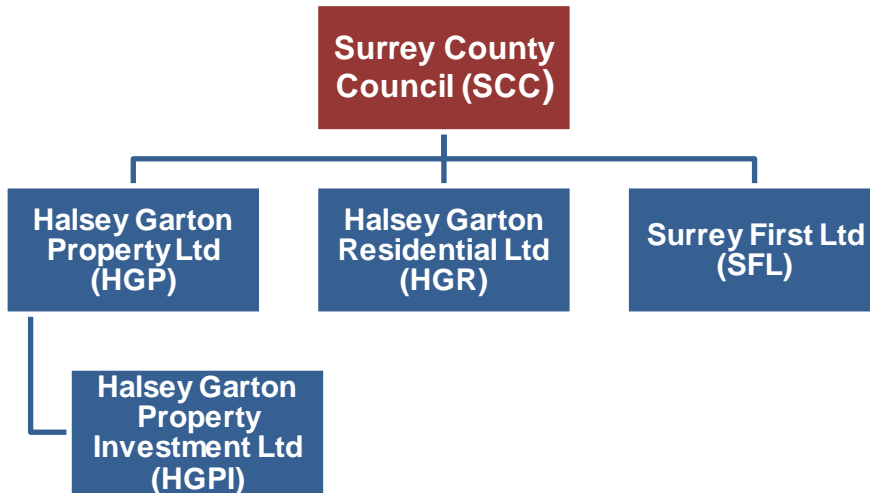 Surrey County
Council (SCC)
Halsey Garton
Property Ltd
(HGP)
Halsey Garton
Residential Ltd
(HGR)
Surrey First Ltd
(SFL)
Halsey Garton
Property
Investment Ltd
(HGPI)